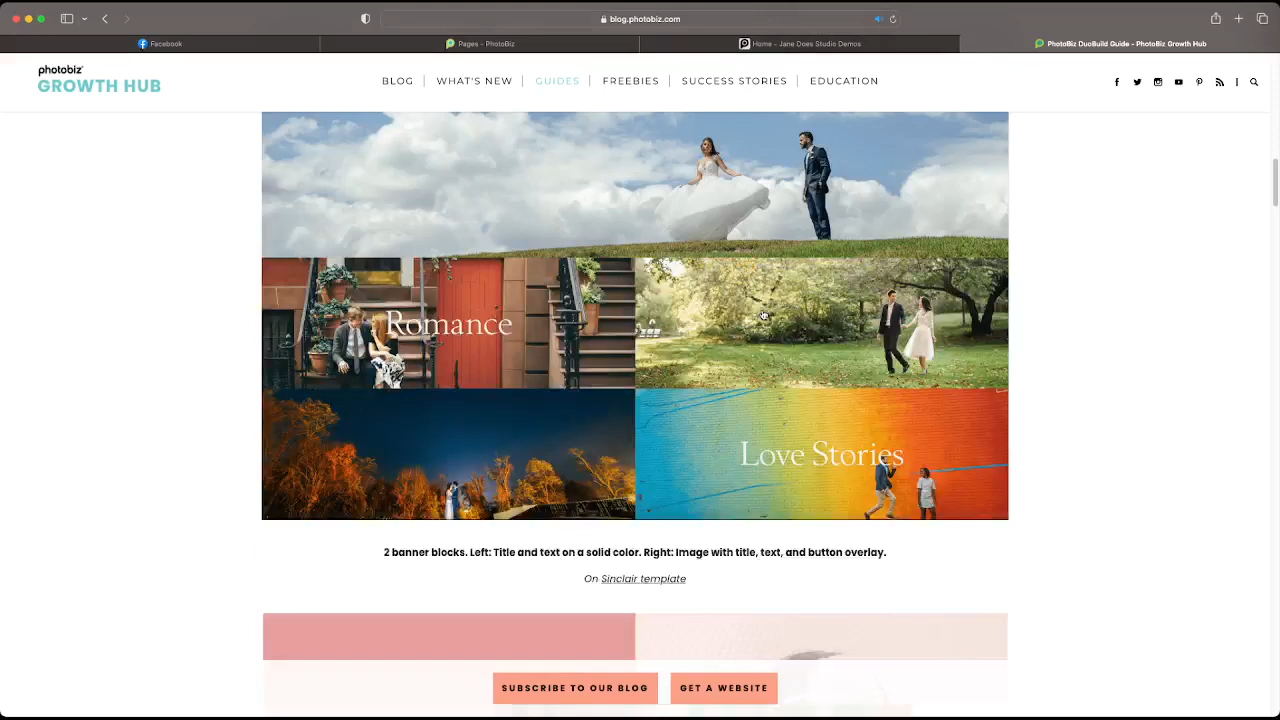 blog.photobiz.com
Facebook
Pages – PhotoBiz
Home – Jane Does Studio Demos
PhotoBiz DuoBuild Guide – PhotoBiz Growth Hub
photobiz
GROWTH HUB
BLOG
WHAT'S NEW
GUIDES
FREEBIES
SUCCESS STORIES
EDUCATION
Romance
Love Stories
2 banner blocks. Left: Title and text on a solid color. Right: Image with title, text, and button overlay.
On Sinclair template
SUBSCRIBE TO OUR BLOG
GET A WEBSITE